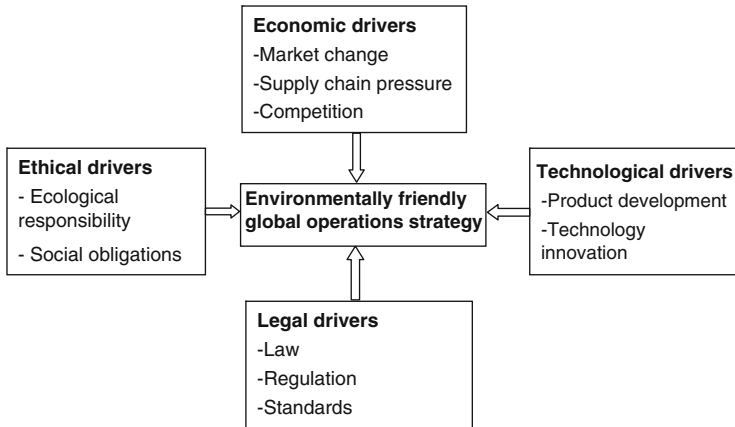 Economic drivers
-Market change
-Supply chain pressure
-Competition
Ethical drivers
- Ecological
responsibility
- Social obligations
Environmentally friendly
global operations strategy
Technological drivers
-Product development
-Technology
innovation
Legal drivers
-Law
-Regulation
-Standards